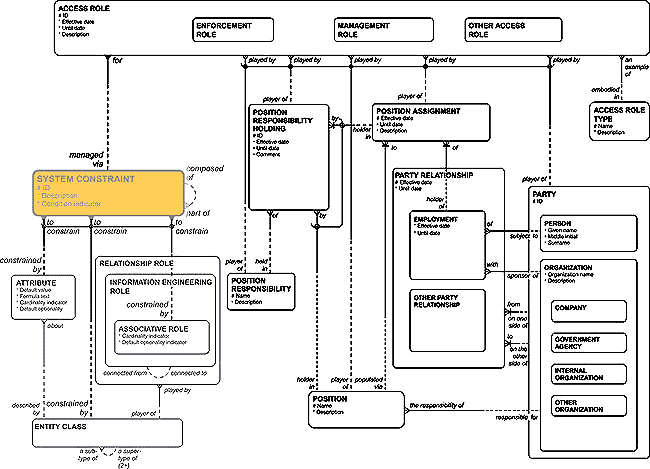 ACCESS ROLE
# ID
* Effective date
* Until date
* Description
ENFORCEMENT
ROLE
MANAGEMENT
ROLE
OTHER ACCESS
ROLE
for
played by
played by
played by
played by
played by
an
example
of
player of
player of
embodied
in
POSITION
RESPONSIBILITY
HOLDING
# ID
* Effective date
* Until date
* Comment
by
holder
in
POSITION ASSIGNMENT
# Effective date
* Until date
* Description
ACCESS ROLE
TYPE
# Name
* Description
managed
via
composed
of
SYSTEM CONSTRAINT
# ID
* Description
* Condition indicator
part of
to
of
PARTY RELATIONSHIP
# Effective date
* Until date
player
of
PARTY
# ID
holder
of
to
constrain
to
constrain
to
constrain
of
by
EMPLOYMENT
* Effective date
* Until date
of
subject to
PERSON
* Given name
* Middle initial
* Surname
constrained
by
RELATIONSHIP ROLE
INFORMATION ENGINEERING
ROLE
player
of
held
in
with
sponsor of
ORGANIZATION
* Organization name
* Description
ATTRIBUTE
* Default value
* Formula text
* Cardinality indicator
* Default optionality
constrained
by
POSITION
RESPONSIBILITY
# Name
* Description
OTHER PARTY
RELATIONSHIP
from
on one
side of
COMPANY
about
ASSOCIATIVE ROLE
* Cardinality indicator
* Default optionality indicator
to
on the
other
side of
GOVERNMENT
AGENCY
connected from
connected to
INTERNAL
ORGANIZATION
played by
holder
in
player
of
populated
via
described
by
constrained
by
player of
POSITION
# Name
* Description
the responsibility of
responsible for
OTHER
ORGANIZATION
ENTITY CLASS
a sub-
type of
a super-
type of
(2+)